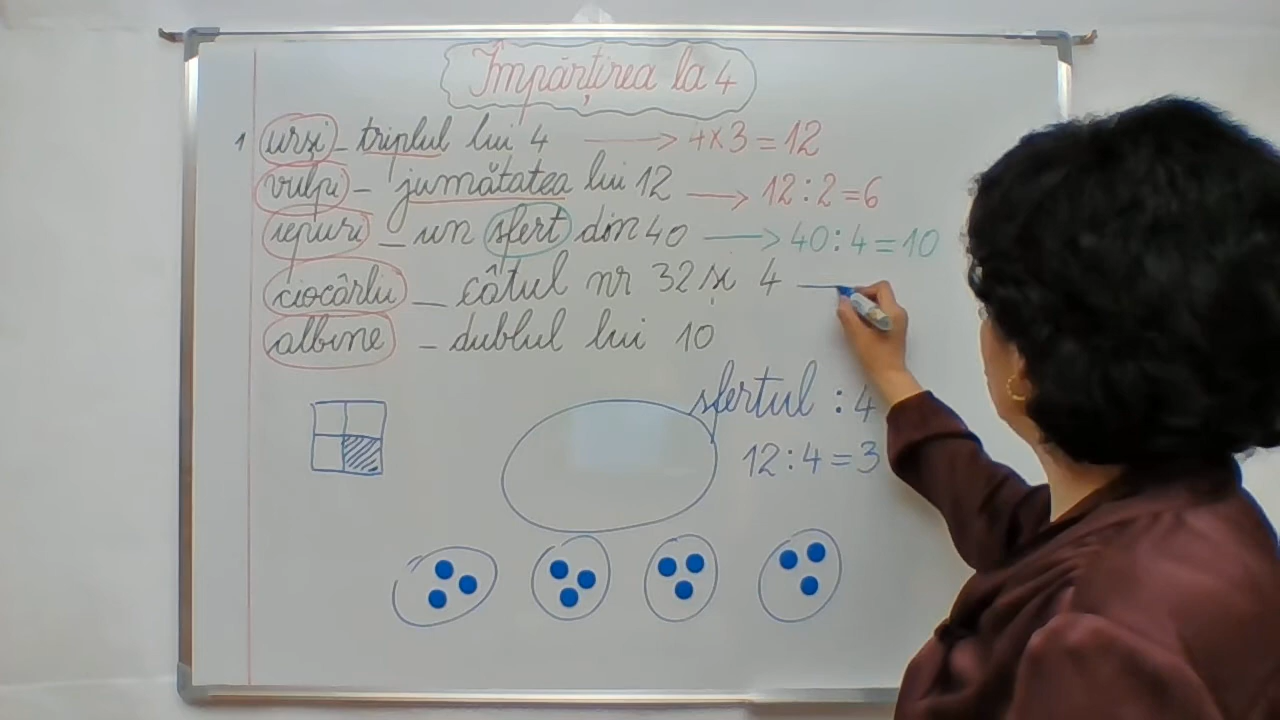 Împărțirea la 4
1 urși - triplul lui 4 → 4x3=12
vulpi - jumătatea lui 12 → 12:2=6
iepuri - un sfert din 40 → 40:4=10
ciocârlii - câtul nr 32 și 4
albine - dublul lui 10
sfertul :4
12:4=3